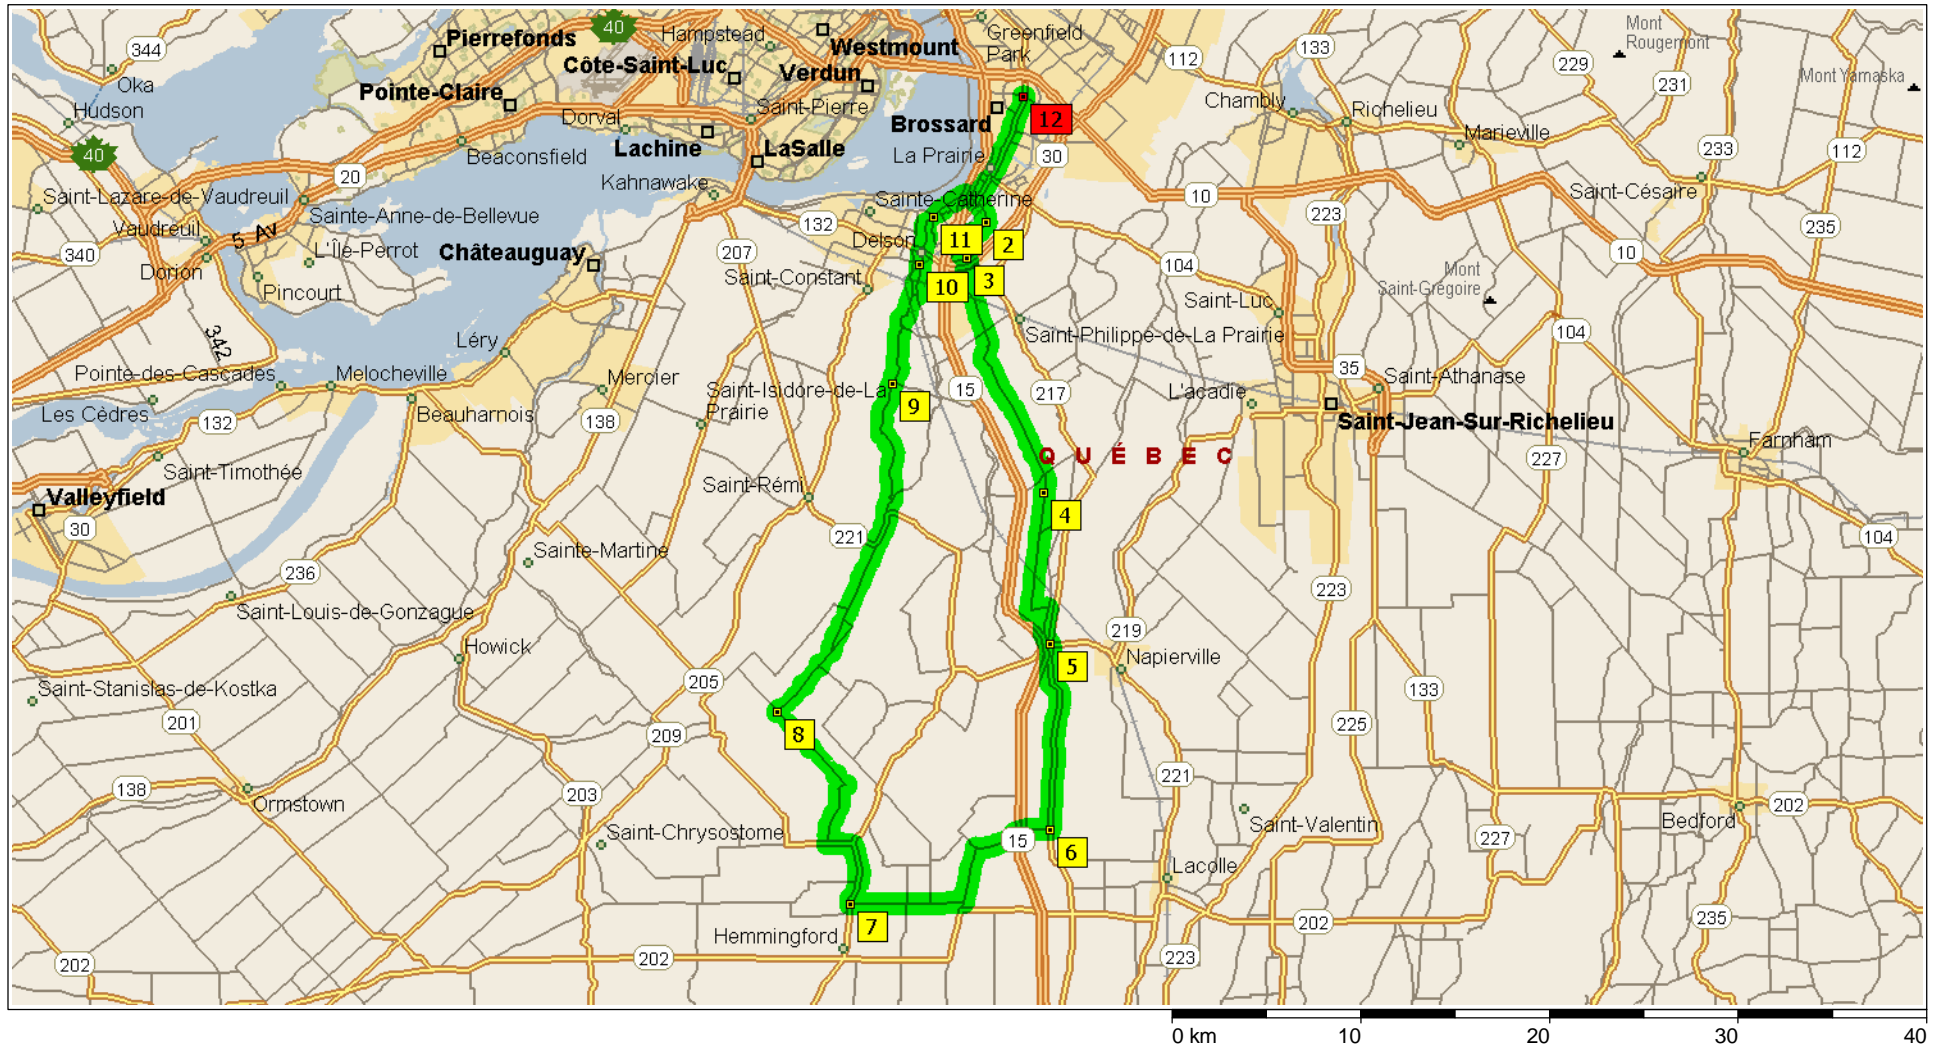 344
Oka
Hudson
40
Pierrefonds
Pointe-Claire
Côte-Saint-Luc
40
Hampstead
Westmount
Verdun
Greenfield
Park
Saint-Pierre
Dorval
Lachine
LaSalle
Brossard
12
La Prairie
30
112
133
229
Mont
Rougemont
231
Mont Yamaska
Chambly
Richelieu
Marieville
233
112
Saint-Césaire
235
40
20
Beaconsfield
Kahnawake
Saint-Lazare-de-Vaudreuil
Sainte-Anne-de-Bellevue
Vaudreuil
5 Av
L'Île-Perrot
340
Dorion
Pincourt
Châteauguay
132
Sainte-Catherine
Delson
11
2
207
Saint-Constant
10
3
10
223
104
10
Mont
Saint-Grégoire
Saint-Luc
Saint-Philippe-de-La Prairie
104
342
Léry
Pointe-des-Cascades
Melocheville
Mercier
Les Cèdres
132
Beauharnois
138
Saint-Isidore-de-La
Prairie
9
15
217
L'acadie
35
Saint-Athanase
Saint-Jean-Sur-Richelieu
Farnham
227
QUÉBEC
Saint-Timothée
Valleyfield
30
Saint-Rémi
4
221
104
Sainte-Martine
236
Saint-Louis-de-Gonzague
223
219
Howick
5
Napierville
Saint-Stanislas-de-Kostka
205
133
201
8
209
225
221
138
Ormstown
203
Saint-Chrysostome
15
6
Saint-Valentin
227
Bedford
202
Lacolle
7
Hemmingford
202
202
202
223
235
0 km
10
20
30
40